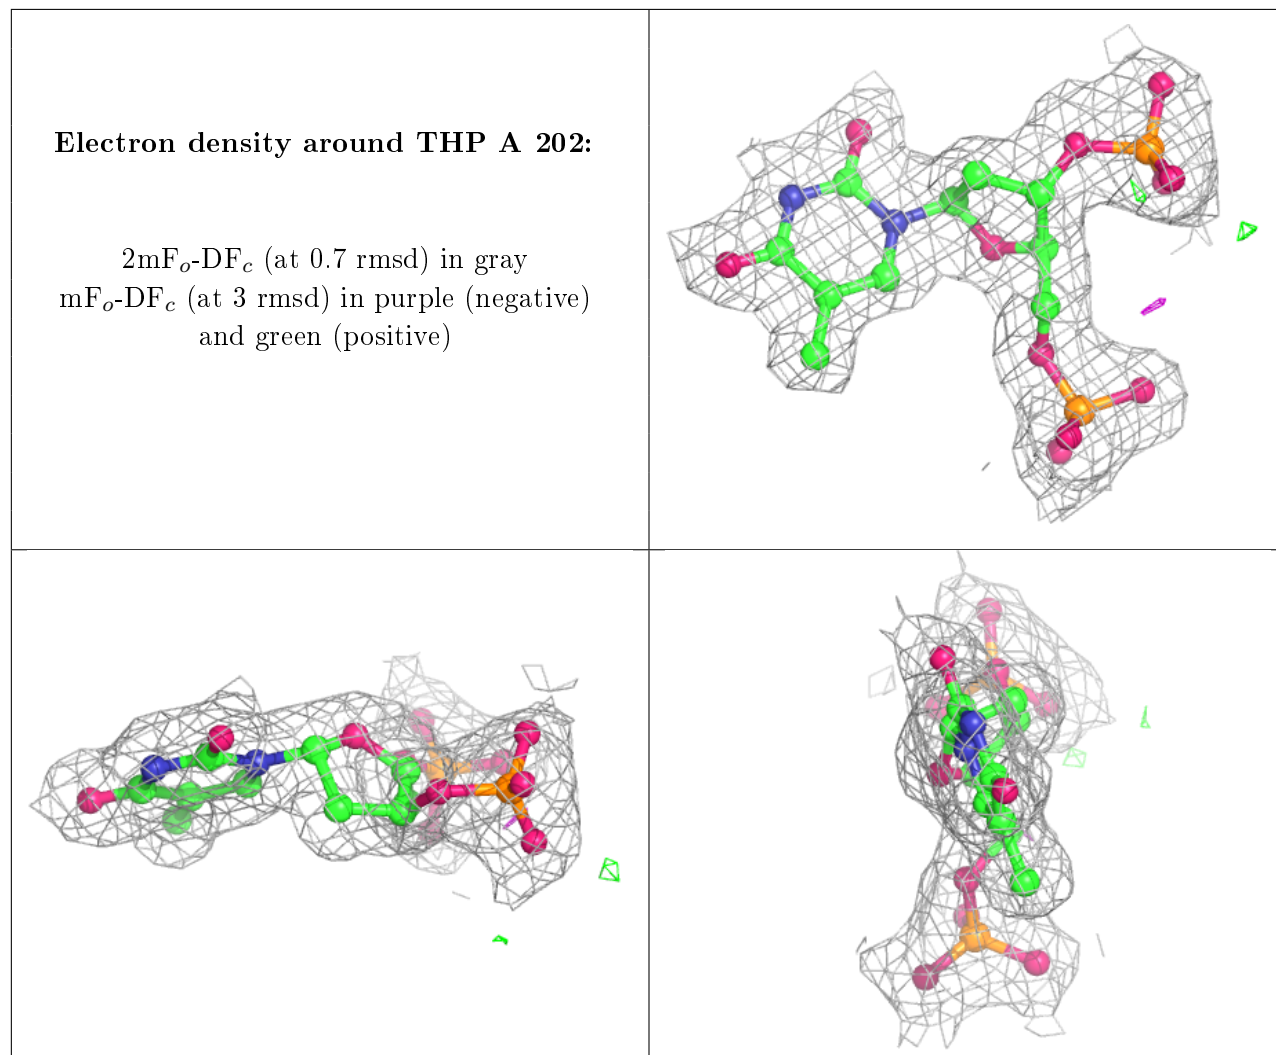 Electron density around THP A 202:
2mFo-DFc (at 0.7 rmsd) in gray
mFo-DFc (at 3 rmsd) in purple (negative)
and green (positive)